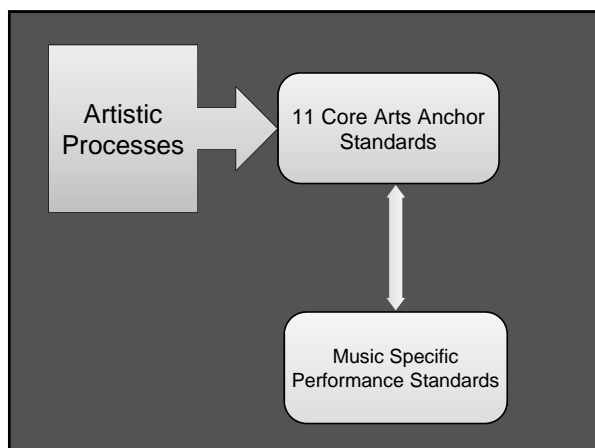 Artistic
Processes
11 Core Arts Anchor
Standards
Music Specific
Performance Standards